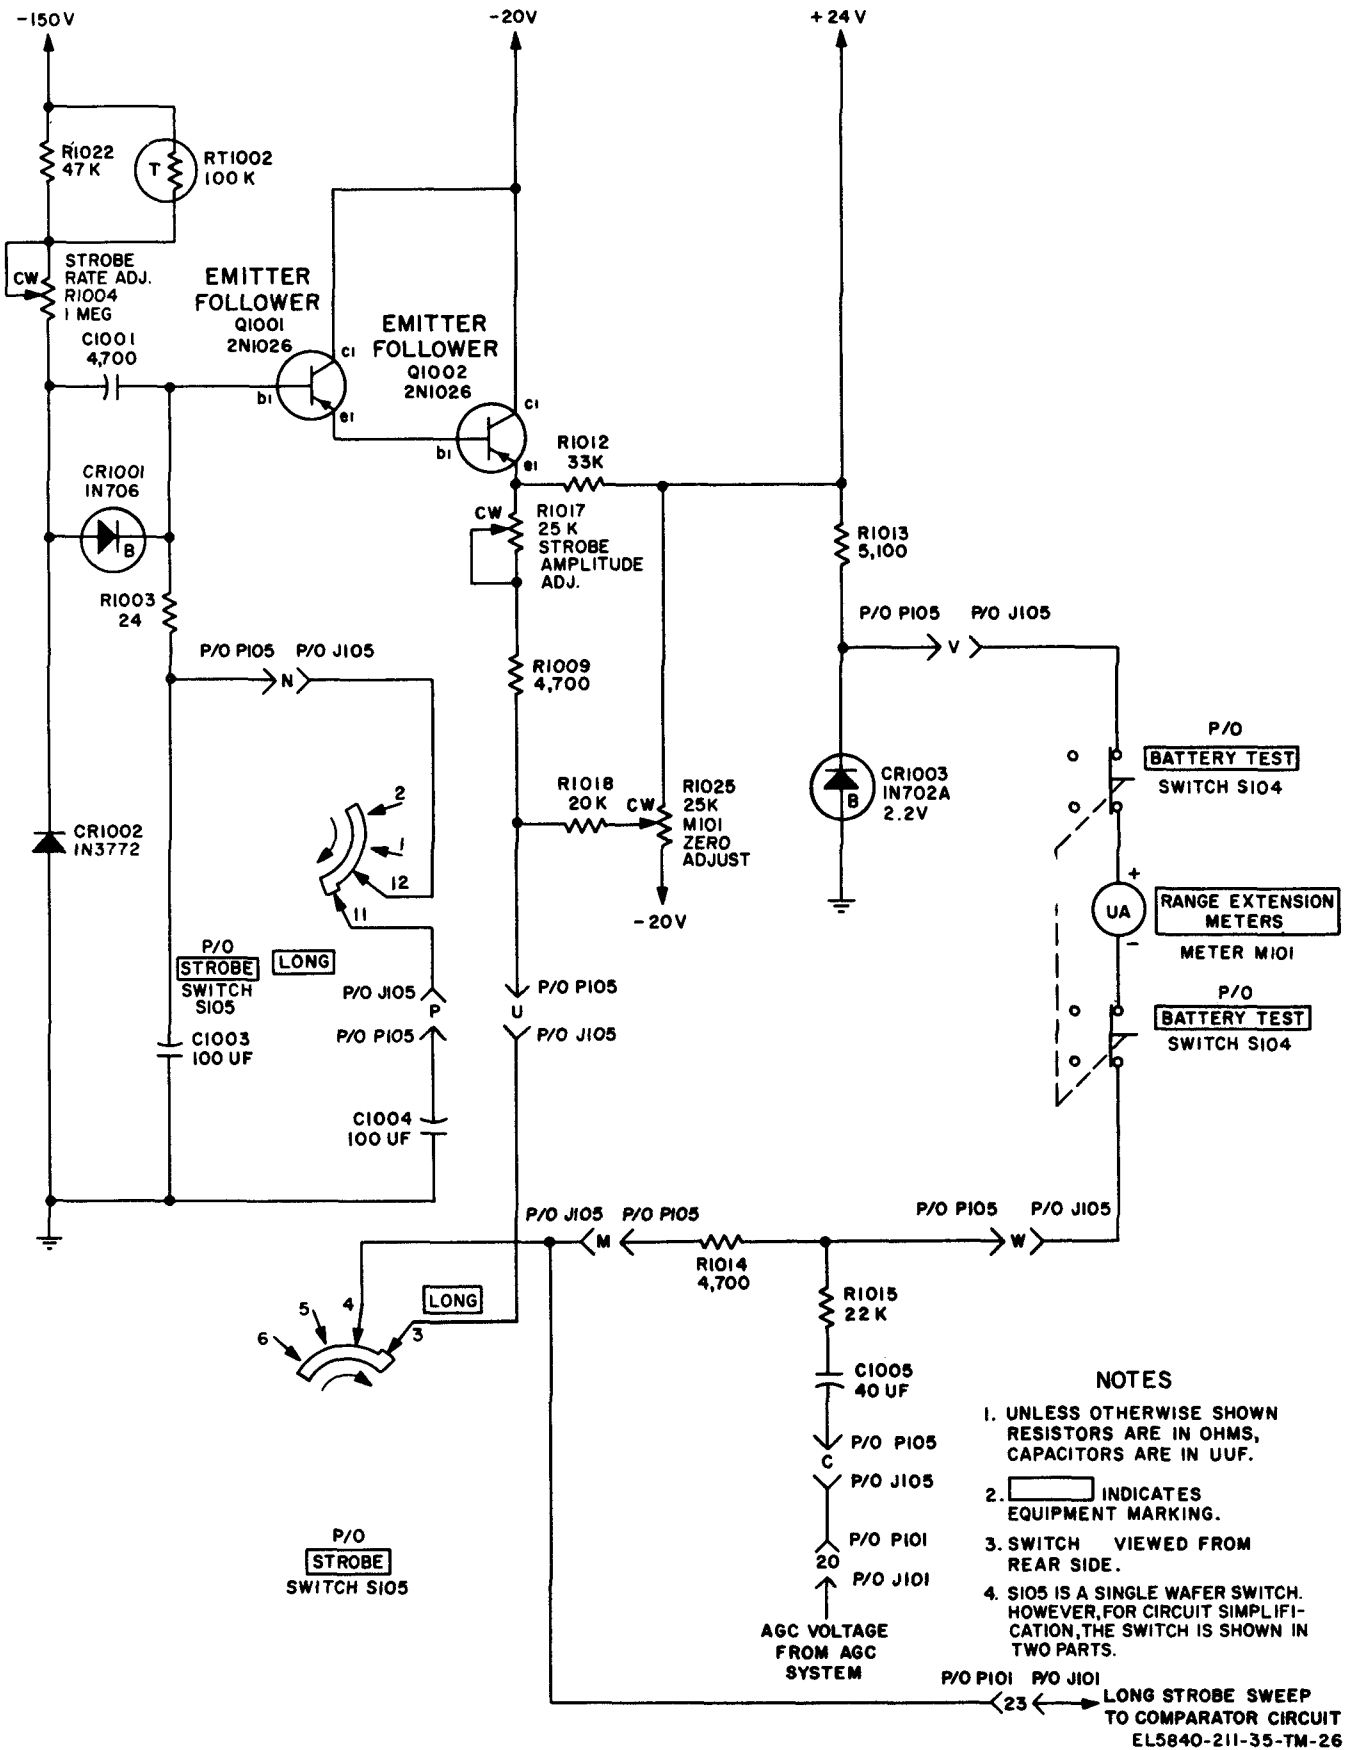 -150V
-20V
+24V
R1022
47K
T
RT1002
100K
CW
STROBE
RATE ADJ.
R1004
1 MEG
C1001
4,700
EMITTER
FOLLOWER
Q1001
2N1026
c1
b1
e1
EMITTER
FOLLOWER
Q1002
2N1026
c1
b1
e1
CR1001
IN706
B
R1003
24
R1012
33K
CW
R1017
25K
STROBE
AMPLITUDE
ADJ.
R1013
5,100
P/O P105 N P/O J105
R1009
4,700
P/O P105 V P/O J105
CR1002
IN3772
2
1
12
11
R1018
20K
CW
R1025
25K
M101
ZERO
ADJUST
-20V
CR1003
IN702A
2.2V
B
P/O
BATTERY TEST
SWITCH S104
+
UA
-
RANGE EXTENSION
METERS
METER M101
P/O
BATTERY TEST
SWITCH S104
P/O
STROBE
SWITCH
S105
LONG
P/O J105
P
P/O P105
P/O P105
U
P/O J105
C1003
100 UF
C1004
100 UF
P/O J105 M P/O P105
R1014
4,700
P/O P105 W P/O J105
6
5
4
3
LONG
R1015
22K
C1005
40 UF
P/O P105
C
P/O J105
P/O P101
20
P/O J101
AGC VOLTAGE
FROM AGC
SYSTEM
P/O
STROBE
SWITCH S105
NOTES
1. UNLESS OTHERWISE SHOWN
RESISTORS ARE IN OHMS,
CAPACITORS ARE IN UUF.
2. INDICATES
EQUIPMENT MARKING.
3. SWITCH VIEWED FROM
REAR SIDE.
4. S105 IS A SINGLE WAFER SWITCH.
HOWEVER, FOR CIRCUIT SIMPLIFI-
CATION, THE SWITCH IS SHOWN IN
TWO PARTS.
P/O P101 23 P/O J101
LONG STROBE SWEEP
TO COMPARATOR CIRCUIT
EL5840-211-35-TM-26